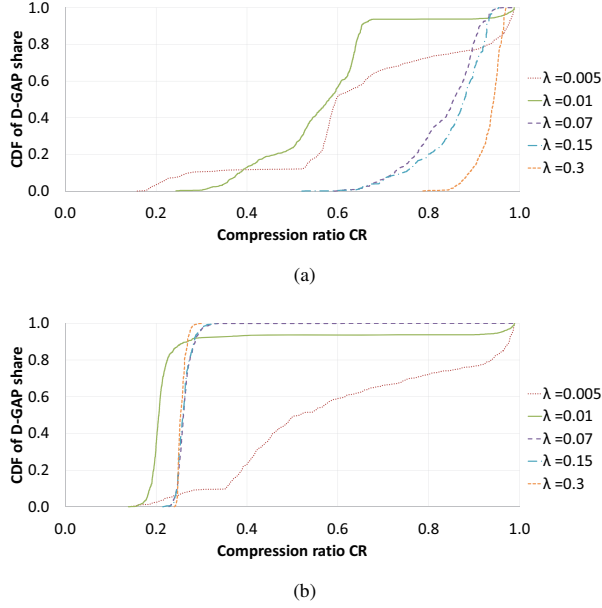 1.0
0.8
0.6
0.4
0.2
0.0
CDF of D-GAP share
0.0 0.2 0.4 0.6 0.8 1.0
Compression ratio CR
λ =0.005
λ =0.01
λ =0.07
λ =0.15
λ =0.3
(a)
1.0
0.8
0.6
0.4
0.2
0.0
CDF of D-GAP share
0.0 0.2 0.4 0.6 0.8 1.0
Compression ratio CR
λ =0.005
λ =0.01
λ =0.07
λ =0.15
λ =0.3
(b)